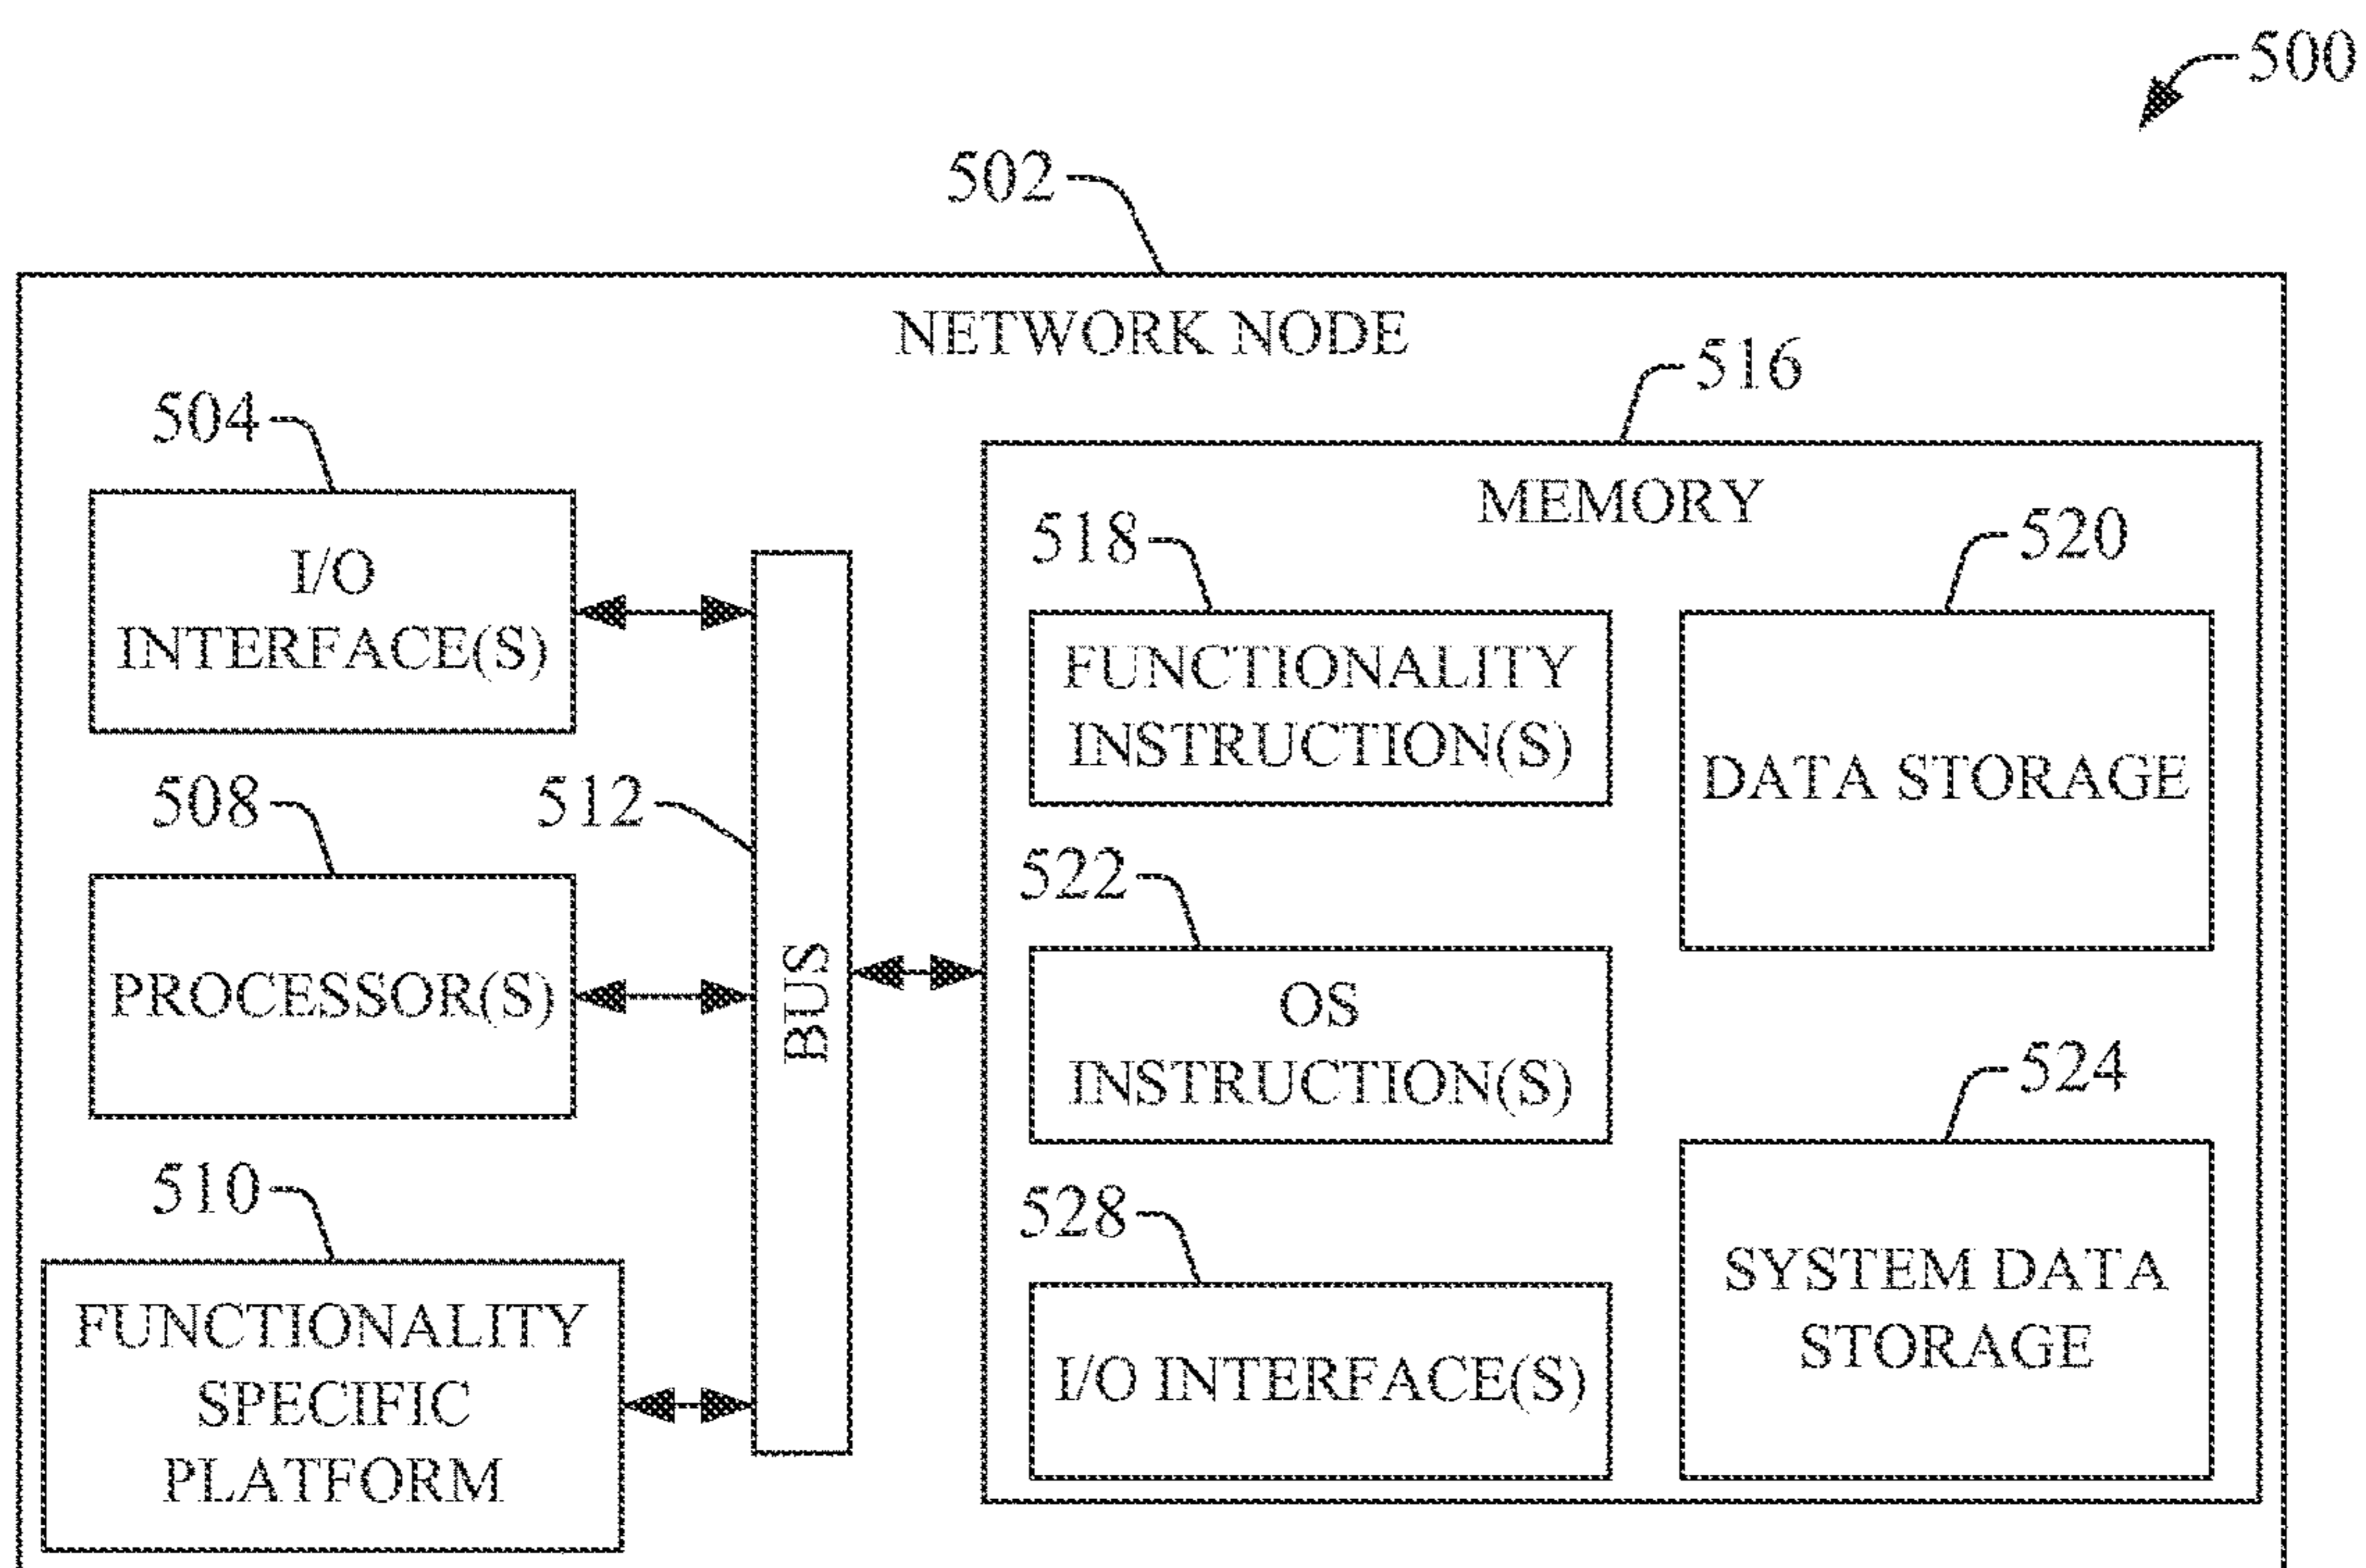 500
502
NETWORK NODE
504
I/O
INTERFACE(S)
508
PROCESSOR(S)
510
FUNCTIONALITY
SPECIFIC
PLATFORM
512
BUS
516
MEMORY
518
FUNCTIONALITY
INSTRUCTION(S)
520
DATA STORAGE
522
OS
INSTRUCTION(S)
524
SYSTEM DATA
STORAGE
528
I/O INTERFACE(S)